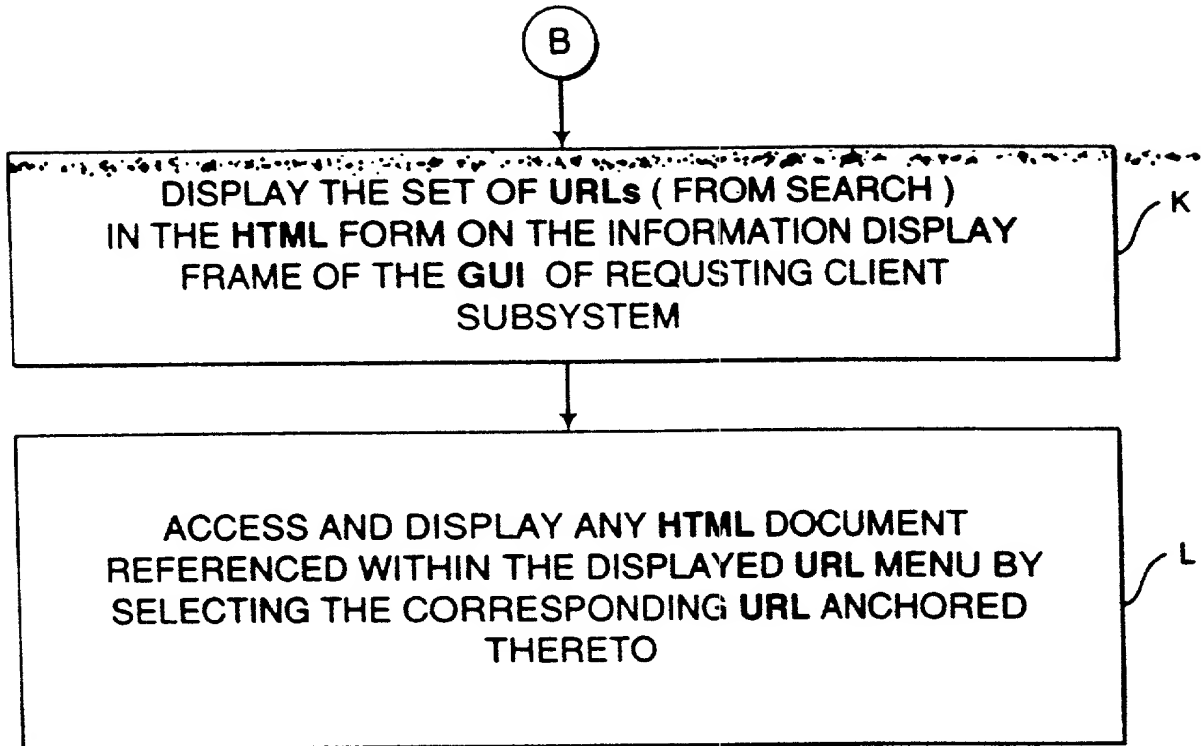 B
DISPLAY THE SET OF URLs ( FROM SEARCH )
IN THE HTML FORM ON THE INFORMATION DISPLAY
FRAME OF THE GUI OF REQUSTING CLIENT
SUBSYSTEM
K
ACCESS AND DISPLAY ANY HTML DOCUMENT
REFERENCED WITHIN THE DISPLAYED URL MENU BY
SELECTING THE CORRESPONDING URL ANCHORED
THERETO
L